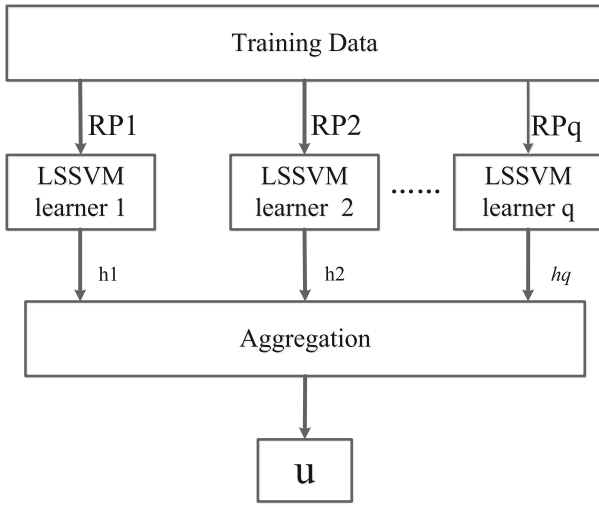 Training Data
RP1 RP2 RPq
LSSVM learner 1
LSSVM learner 2
......
LSSVM learner q
h1 h2 hq
Aggregation
u